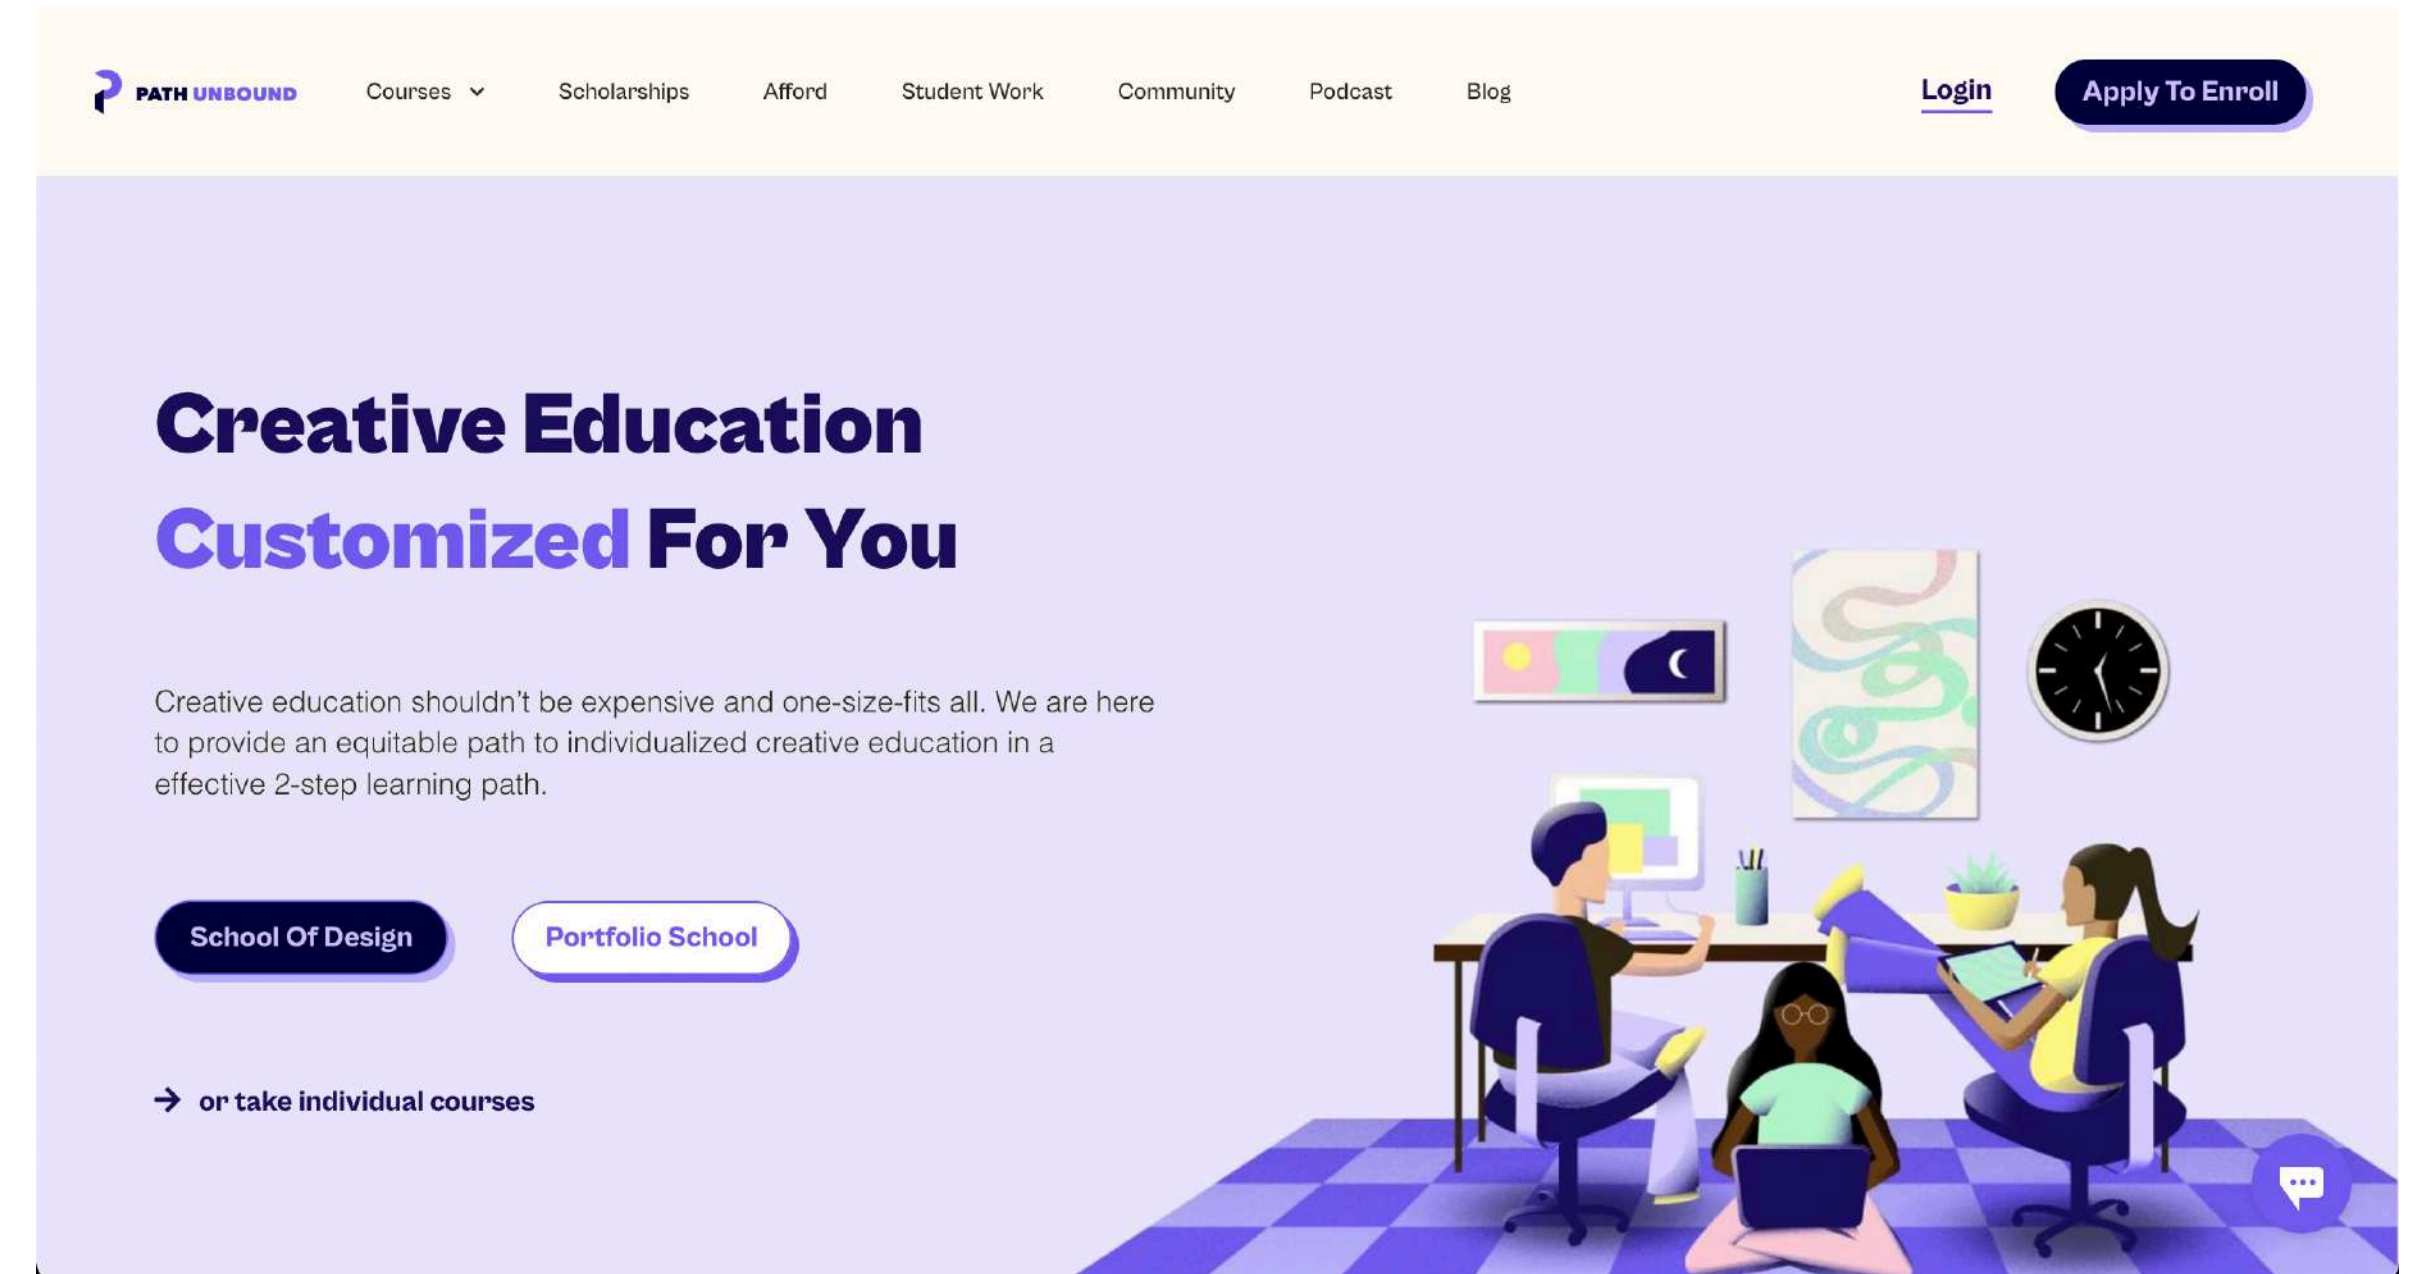 PATH UNBOUND
Courses
Scholarships
Afford
Student Work
Community
Podcast
Blog
Login
Apply To Enroll
Creative Education
Customized For You
Creative education shouldn't be expensive and one-size-fits all. We are here
to provide an equitable path to individualized creative education in a
effective 2-step learning path.
School Of Design
Portfolio School
→ or take individual courses